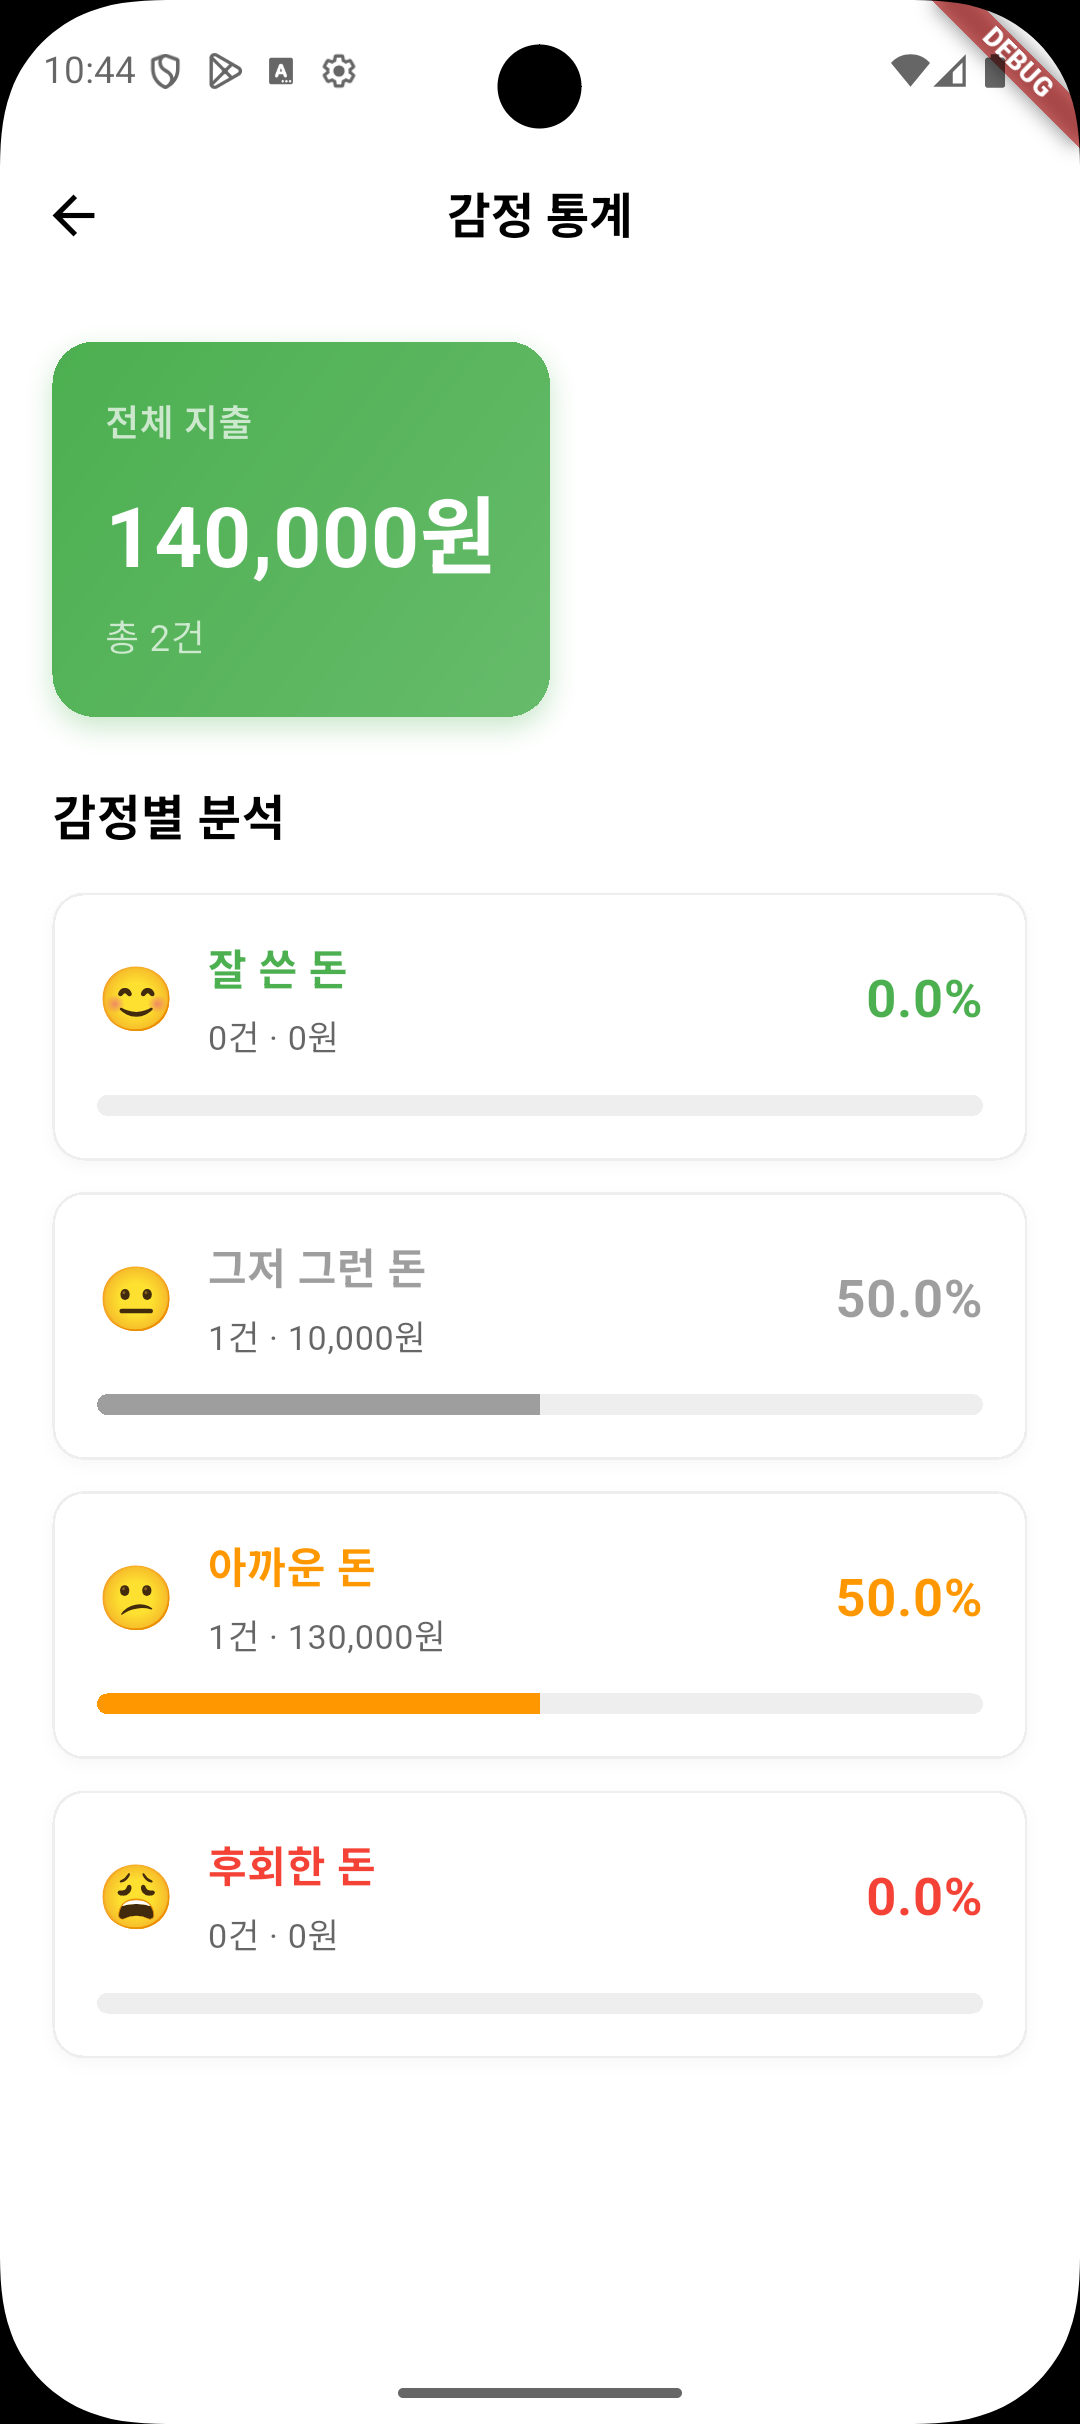 10:44
DEBUG
감정 통계
전체 지출
140,000원
총 2건
감정별 분석
잘 쓴 돈
0건 · 0원
0.0%
그저 그런 돈
1건 · 10,000원
50.0%
아까운 돈
1건 · 130,000원
50.0%
후회한 돈
0건 · 0원
0.0%